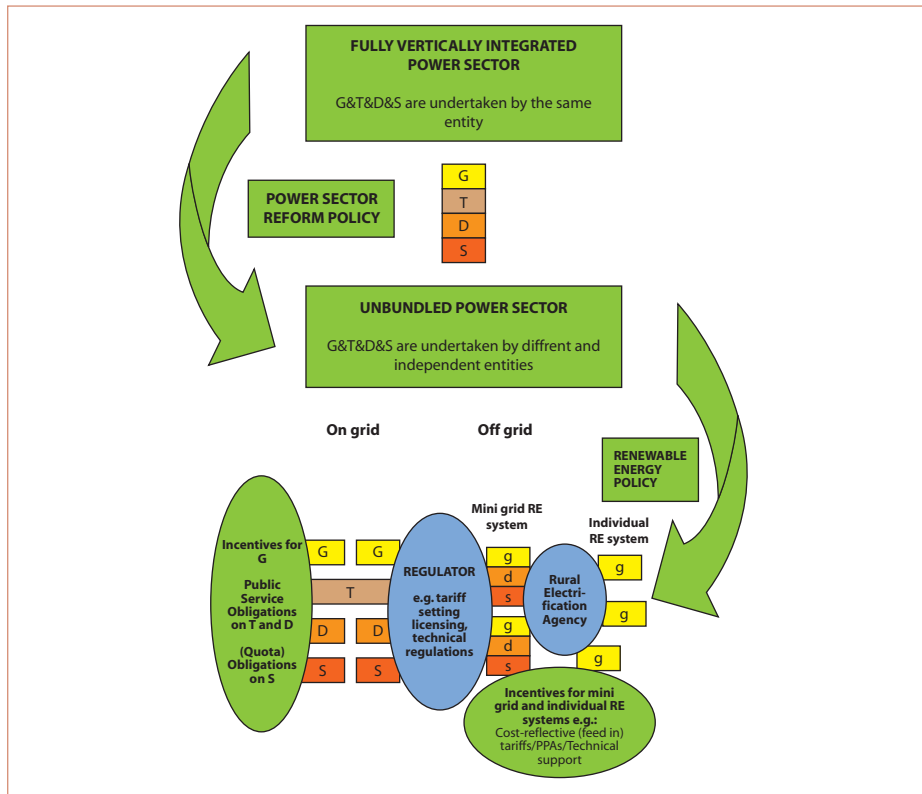 FULLY VERTICALLY INTEGRATED
POWER SECTOR
G&T&D&S are undertaken by the same
entity
G
T
D
S
POWER SECTOR
REFORM POLICY
UNBUNDLED POWER SECTOR
G&T&D&S are undertaken by diffrent and
independent entities
On grid
Off grid
RENEWABLE
ENERGY
POLICY
Mini grid RE
system
Individual
RE system
Incentives for
G
Public
Service
Obligations
on T and D
(Quota)
Obligations
on S
G
G
T
D
D
S
S
REGULATOR
e.g. tariff
setting
licensing,
technical
regulations
g
d
s
g
d
s
Rural
Electri-
fication
Agency
g
g
g
Incentives for mini
grid and individual RE
systems e.g.:
Cost-reflective (feed in)
tariffs/PPAs/Technical
support